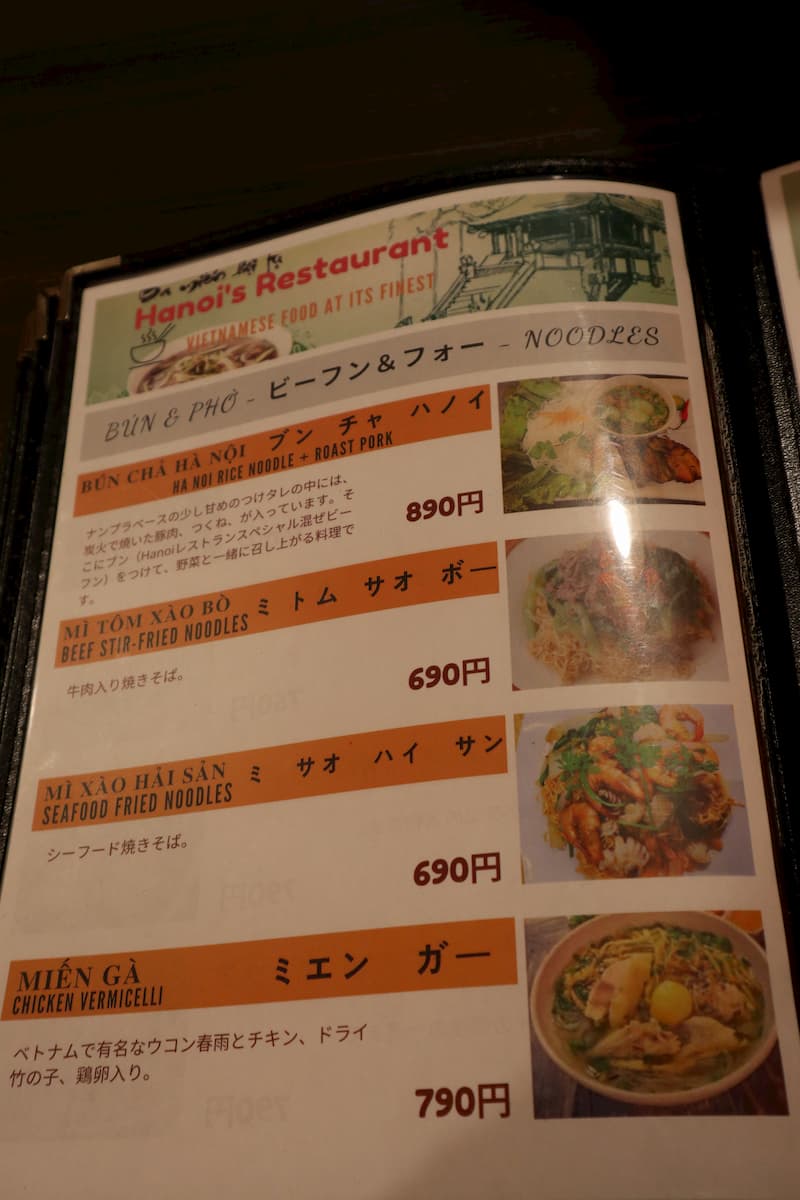 Hanoi's Restaurant
VIETNAMESE FOOD AT ITS FINEST
BÚN & PHỞ - ビーフン&フォー - NOODLES
BÚN CHẢ HÀ NỘI ブン チャ ハノイ
HA NOI RICE NOODLE + ROAST PORK
ナンプラベースの少し甘めのつけタレの中には、
炭火で焼いた豚肉、つくね、が入っています。そ
こにブン（Hanoiレストランスペシャル混ぜビー
フン）をつけて、野菜と一緒に召し上がる料理で
す。
890円
MÌ TÔM XÀO BÒ ミ トム サオ ボー
BEEF STIR-FRIED NOODLES
牛肉入り焼きそば。
690円
MÌ XÀO HẢI SẢN ミ サオ ハイ サン
SEAFOOD FRIED NOODLES
シーフード焼きそば。
690円
MIẾN GÀ ミエン ガー
CHICKEN VERMICELLI
ベトナムで有名なウコン春雨とチキン、ドライ
竹の子、鶏卵入り。
790円